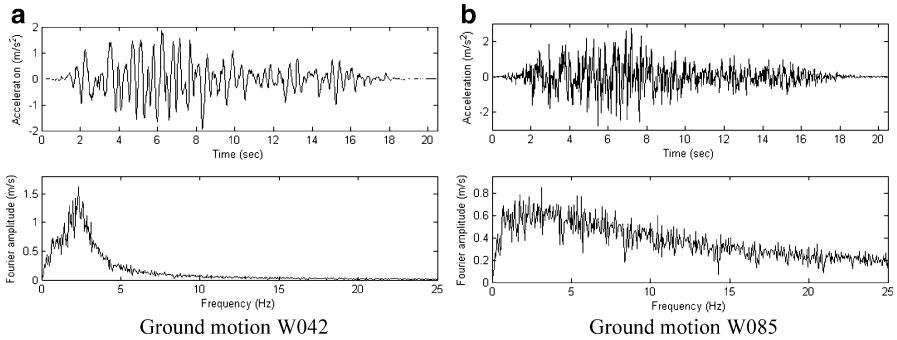 a
Acceleration (m/s²)
2
1
0
-1
-2
0 2 4 6 8 10 12 14 16 18 20
Time (sec)
Fourier amplitude (m/s)
1.5
1
0.5
0
0 5 10 15 20 25
Frequency (Hz)
Ground motion W042
b
Acceleration (m/s²)
2
0
-2
0 2 4 6 8 10 12 14 16 18 20
Time (sec)
Fourier amplitude (m/s)
0.8
0.6
0.4
0.2
0
0 5 10 15 20 25
Frequency (Hz)
Ground motion W085